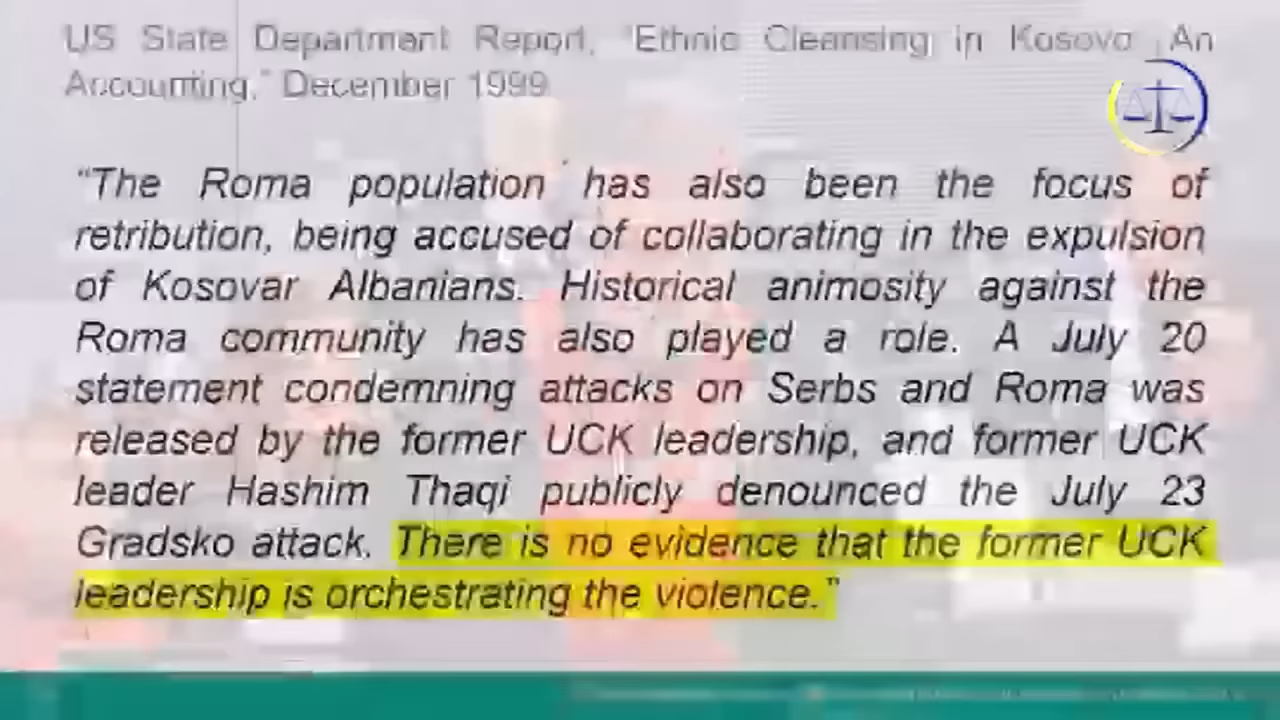 US State Department Report, "Ethnic Cleansing in Kosovo An
Accounting," December 1999
"The Roma population has also been the focus of
retribution, being accused of collaborating in the expulsion
of Kosovar Albanians. Historical animosity against the
Roma community has also played a role. A July 20
statement condemning attacks on Serbs and Roma was
released by the former UCK leadership, and former UCK
leader Hashim Thaqi publicly denounced the July 23
Gradsko attack. There is no evidence that the former UCK
leadership is orchestrating the violence."